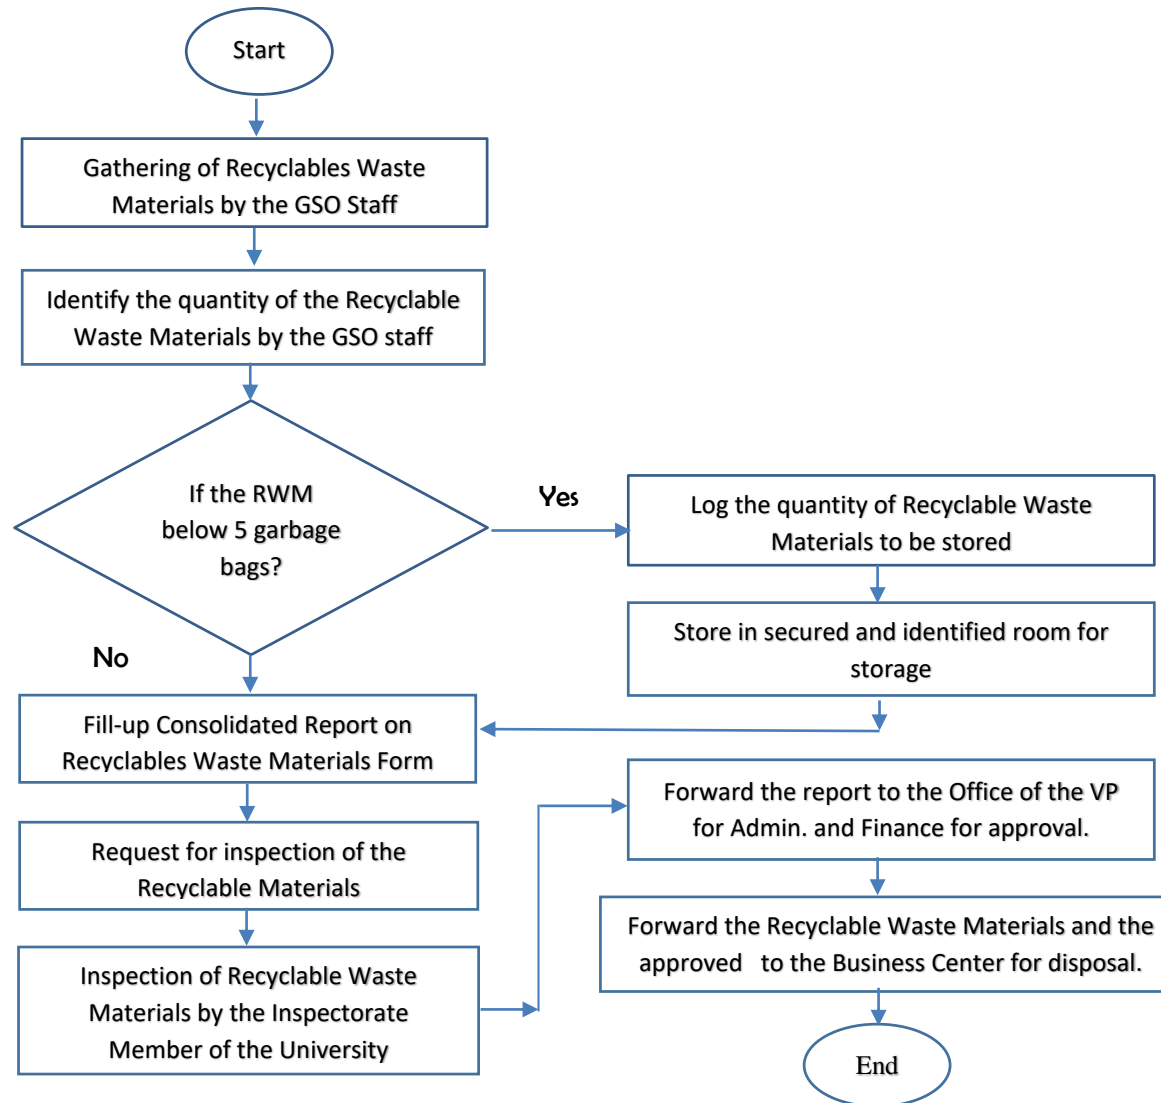 Start
Gathering of Recyclables Waste
Materials by the GSO Staff
Identify the quantity of the Recyclable
Waste Materials by the GSO staff
If the RWM
below 5 garbage
bags?
Yes
Log the quantity of Recyclable Waste
Materials to be stored
Store in secured and identified room for
storage
No
Fill-up Consolidated Report on
Recyclables Waste Materials Form
Request for inspection of the
Recyclable Materials
Inspection of Recyclable Waste
Materials by the Inspectorate
Member of the University
Forward the report to the Office of the VP
for Admin. and Finance for approval.
Forward the Recyclable Waste Materials and the
approved   to the Business Center for disposal.
End